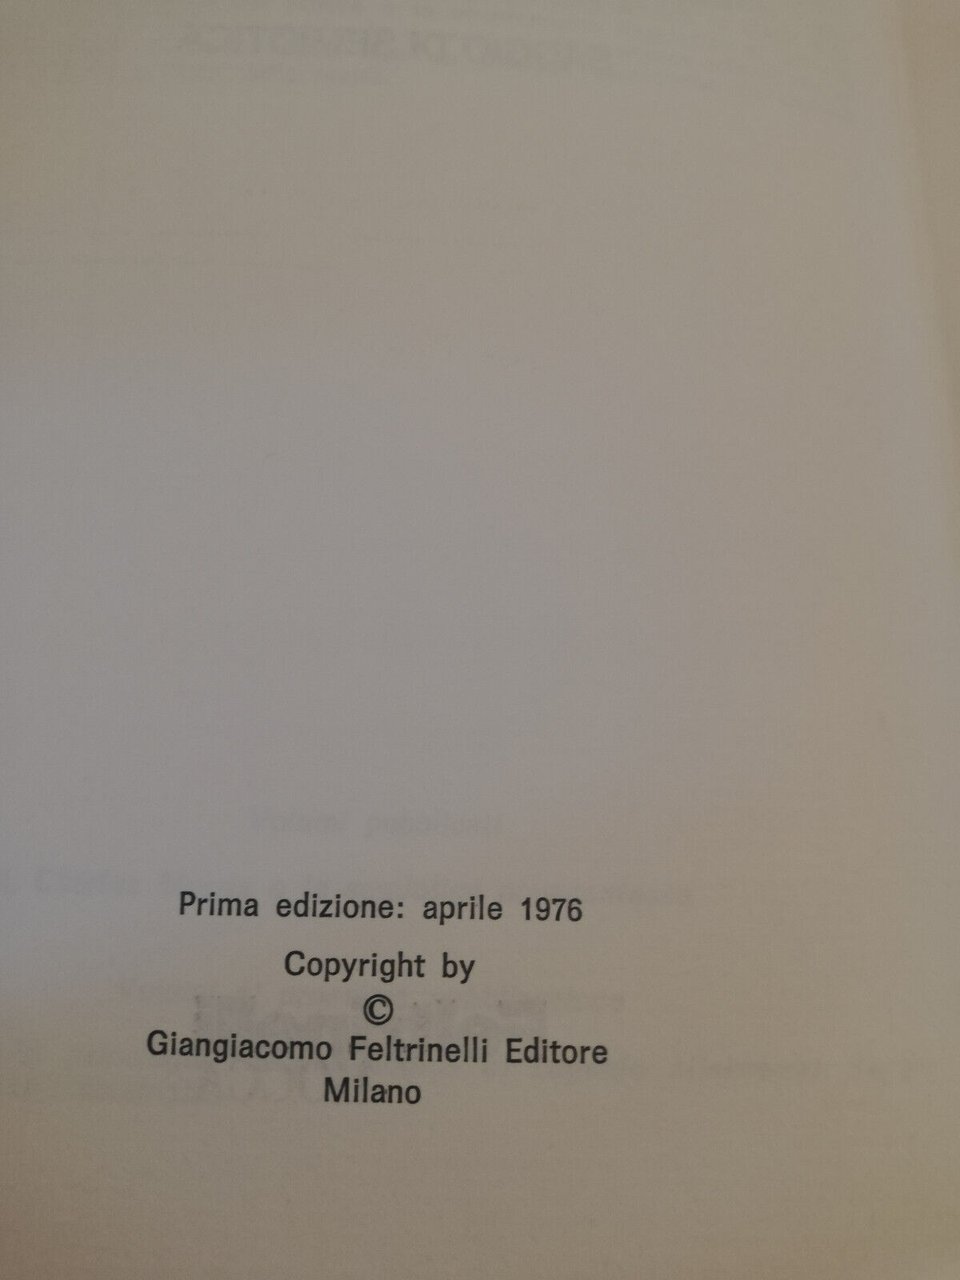 Prima edizione: aprile 1976
Copyright by
©
Giangiacomo Feltrinelli Editore
Milano